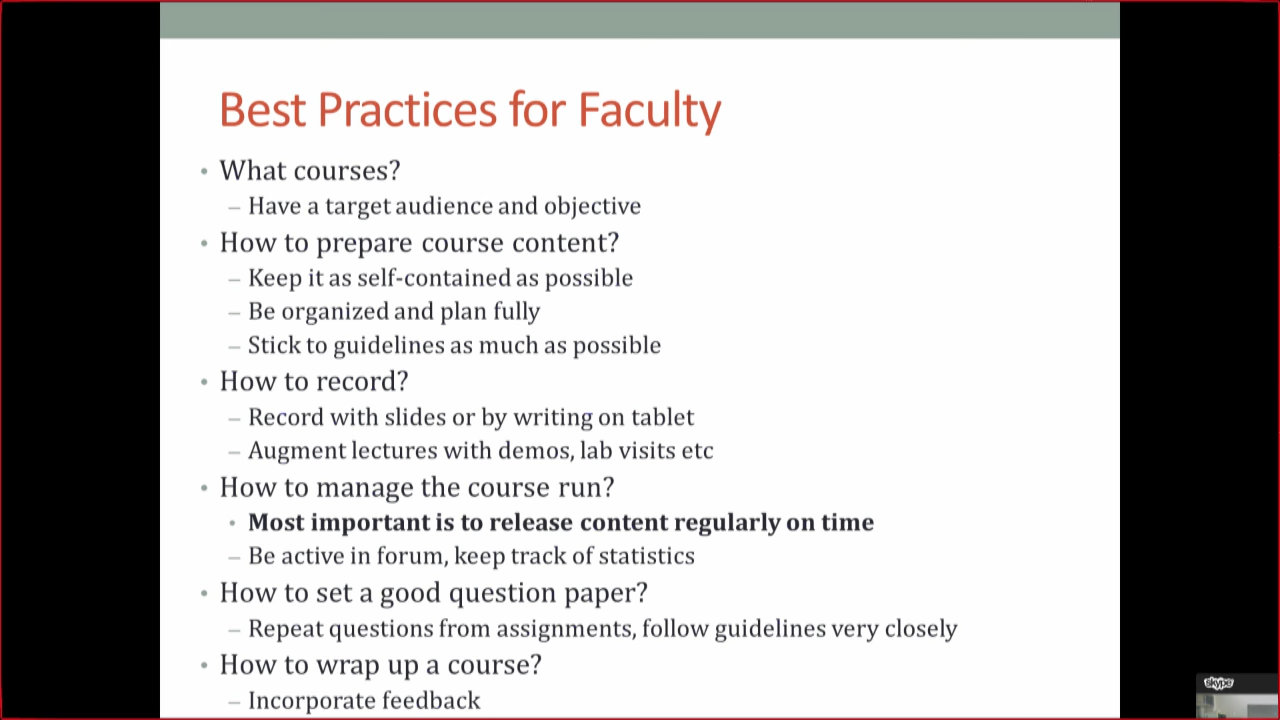 Best Practices for Faculty
• What courses?
– Have a target audience and objective
• How to prepare course content?
– Keep it as self-contained as possible
– Be organized and plan fully
– Stick to guidelines as much as possible
• How to record?
– Record with slides or by writing on tablet
– Augment lectures with demos, lab visits etc
• How to manage the course run?
• Most important is to release content regularly on time
– Be active in forum, keep track of statistics
• How to set a good question paper?
– Repeat questions from assignments, follow guidelines very closely
• How to wrap up a course?
– Incorporate feedback
skype